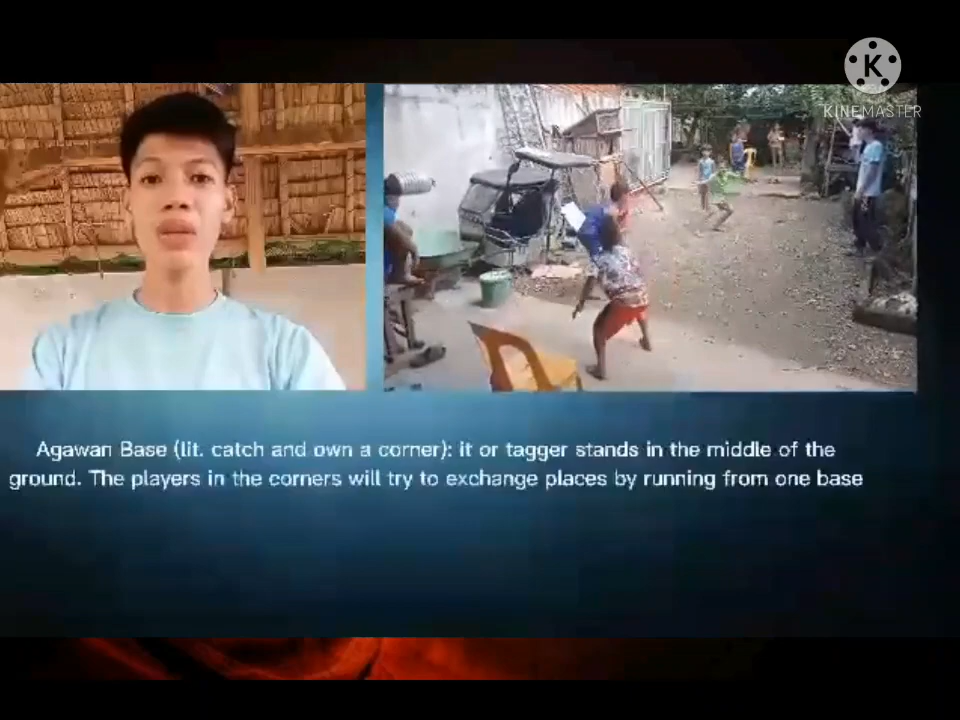 K
KINEMASTER
Agawan Base (lit. catch and own a corner): it or tagger stands in the middle of the
ground. The players in the corners will try to exchange places by running from one base